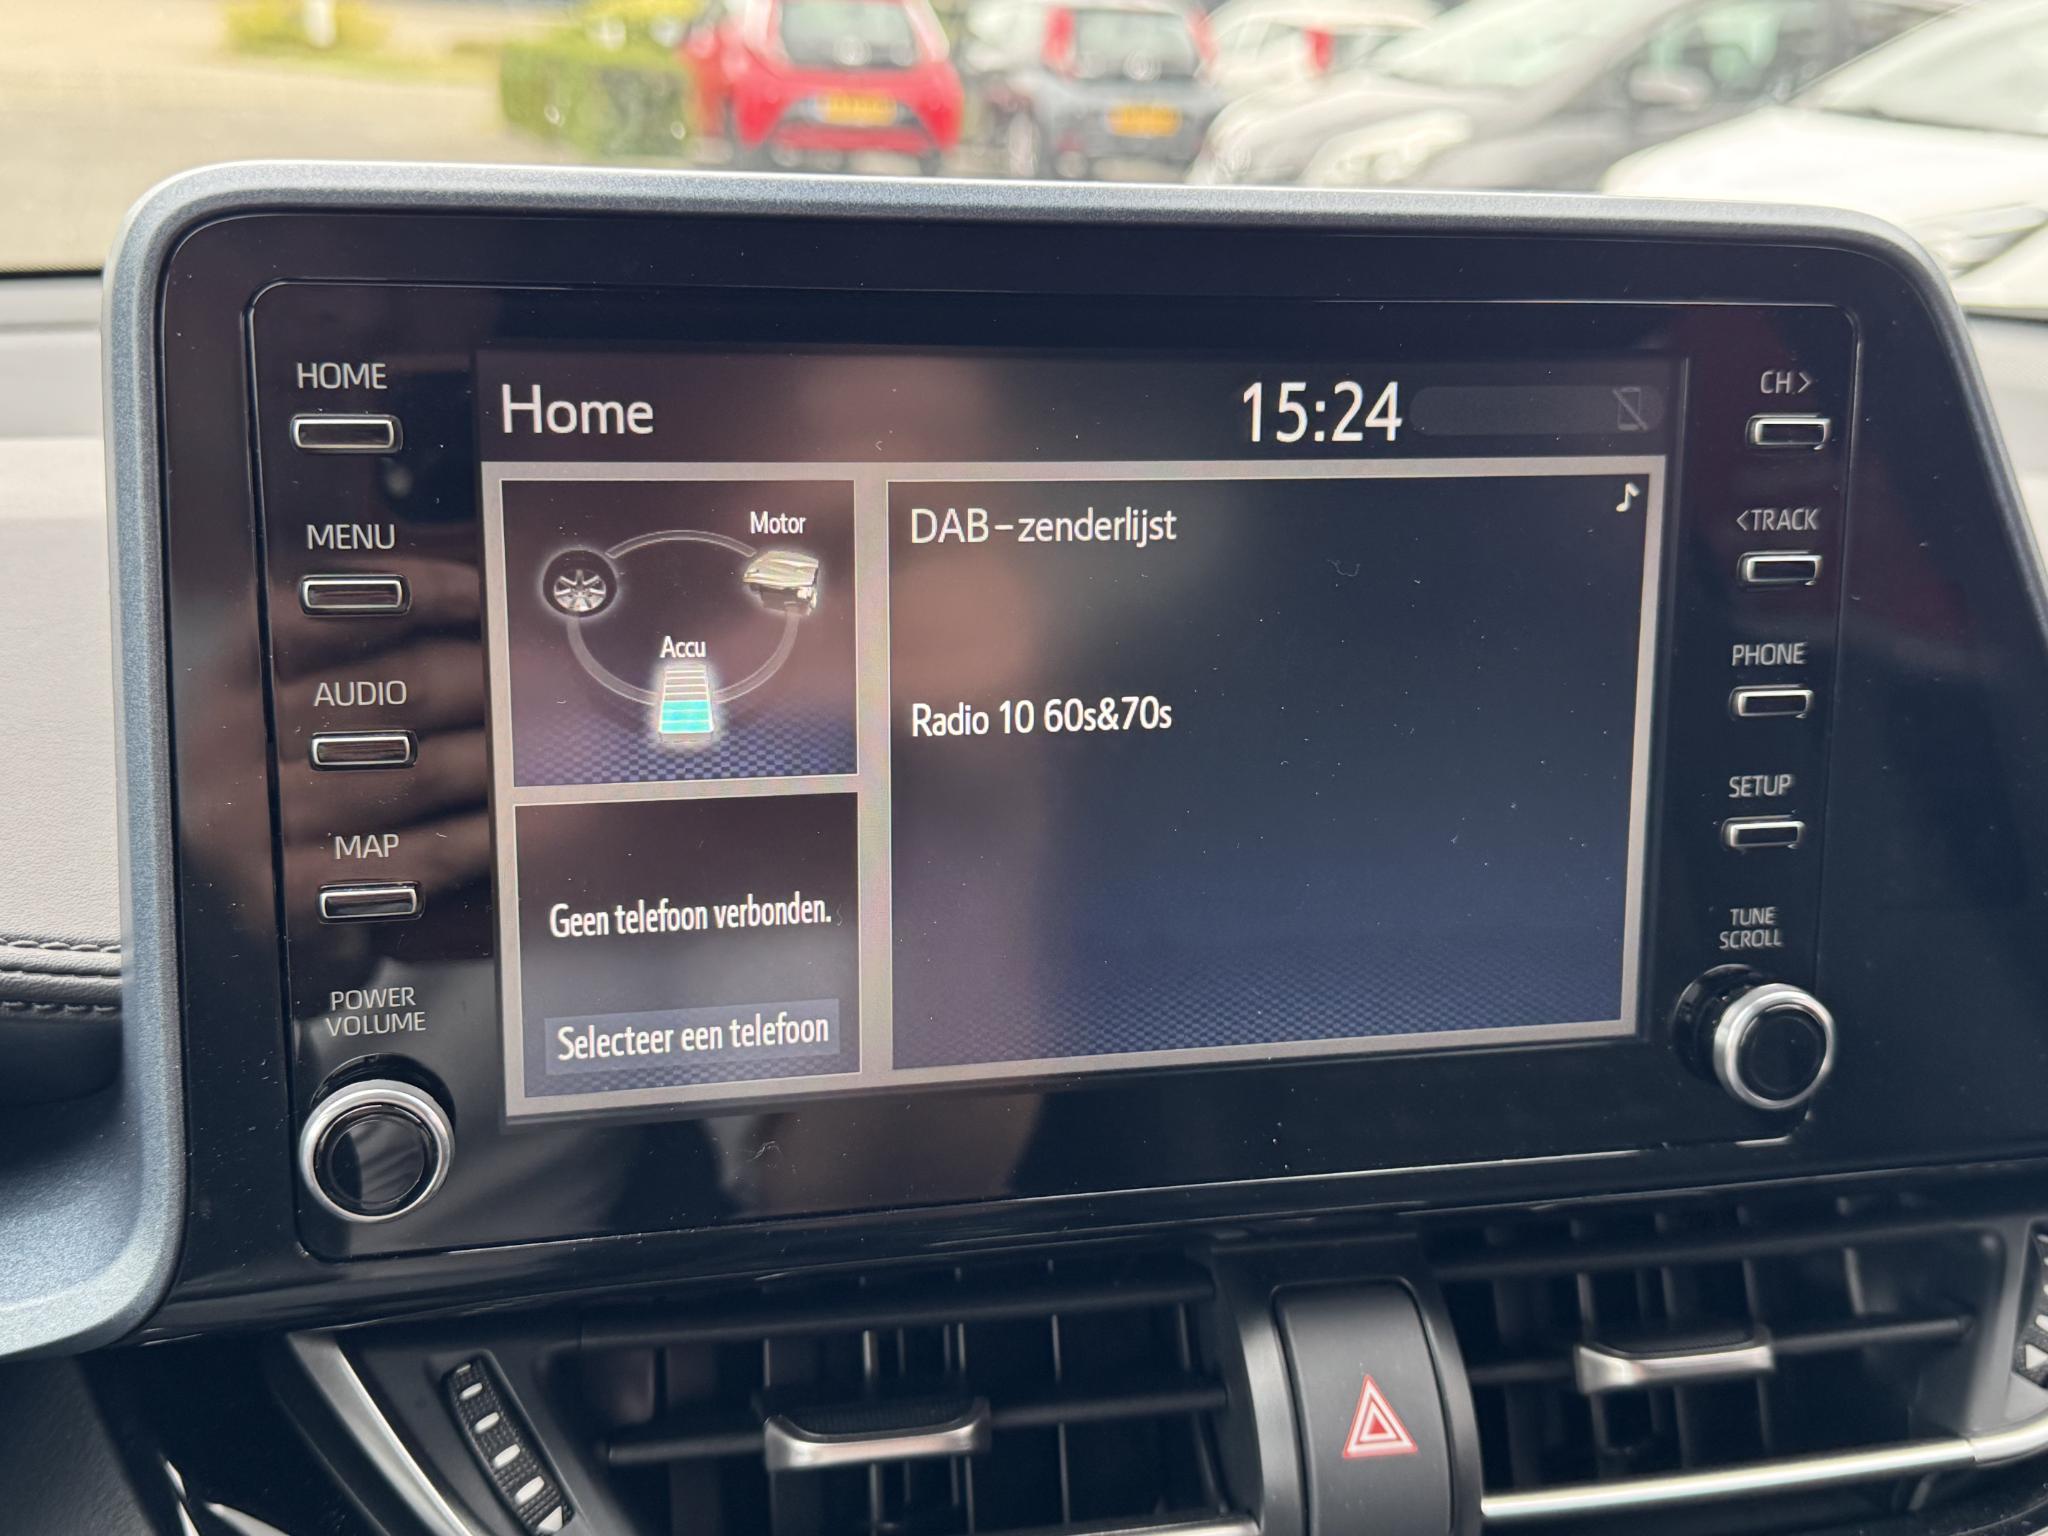 HOME
MENU
AUDIO
MAP
POWER
VOLUME
Home
15:24
Motor
Accu
Geen telefoon verbonden.
Selecteer een telefoon
DAB-zenderlijst
Radio 10 60s&70s
CH>
<TRACK
PHONE
SETUP
TUNE
SCROLL